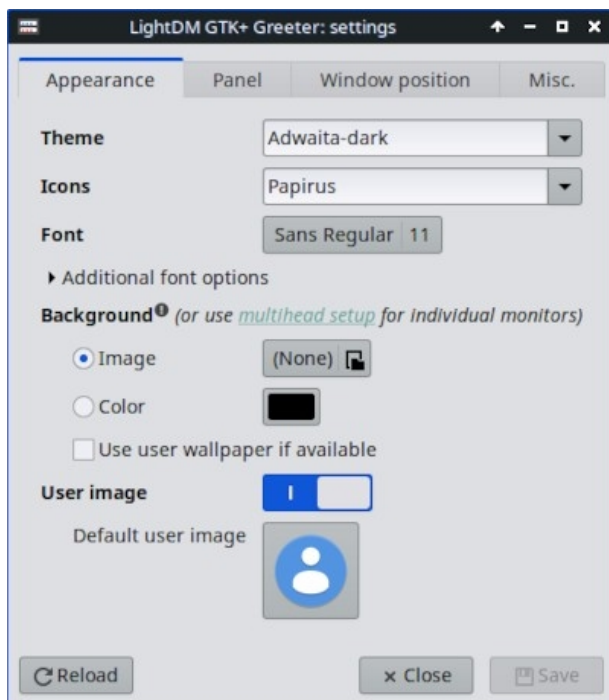 LightDM GTK+ Greeter: settings
Appearance Panel Window position Misc.
Theme Adwaita-dark
Icons Papirus
Font Sans Regular 11
Additional font options
Background (or use multihead setup for individual monitors)
Image (None)
Color
Use user wallpaper if available
User image
Default user image
Reload Close Save